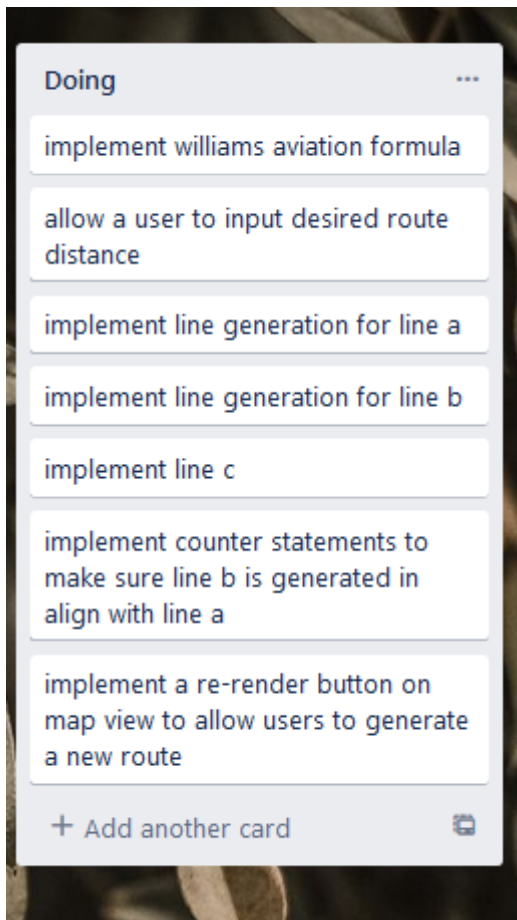 Doing
implement williams aviation formula
allow a user to input desired route
distance
implement line generation for line a
implement line generation for line b
implement line c
implement counter statements to
make sure line b is generated in
align with line a
implement a re-render button on
map view to allow users to generate
a new route
+ Add another card